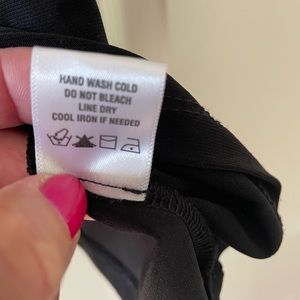 HAND WASH COLD
DO NOT BLEACH
LINE DRY
COOL IRON IF NEEDED